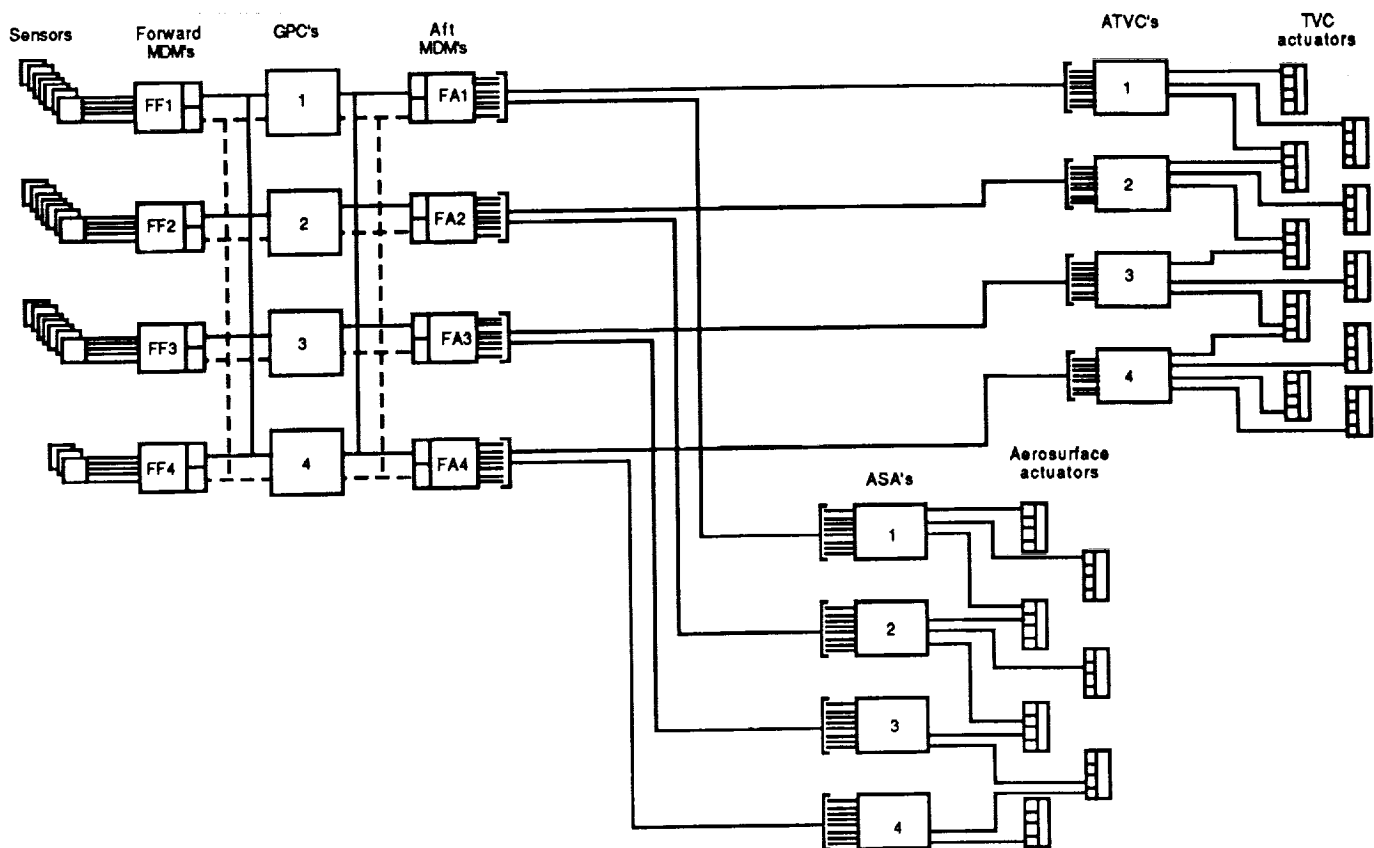 Sensors
Forward
MDM's
GPC's
Aft
MDM's
ATVC's
TVC
actuators
FF1
1
FA1
1
FF2
2
FA2
2
FF3
3
FA3
3
FF4
4
FA4
4
ASA's
Aerosurface
actuators
1
2
3
4